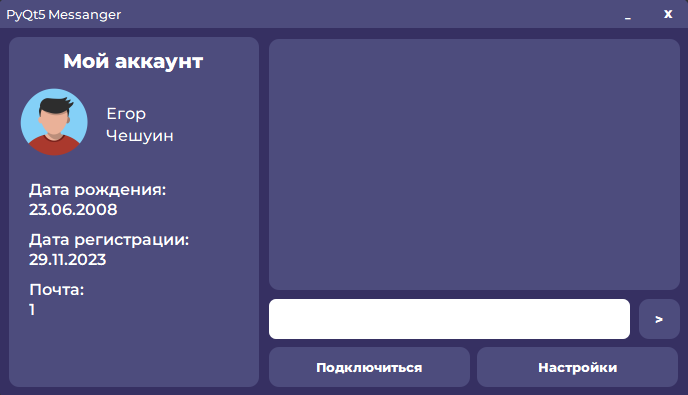 PyQt5 Messanger
_ x
Мой аккаунт
Егор
Чешуин
Дата рождения:
23.06.2008
Дата регистрации:
29.11.2023
Почта:
1
>
Подключиться
Настройки